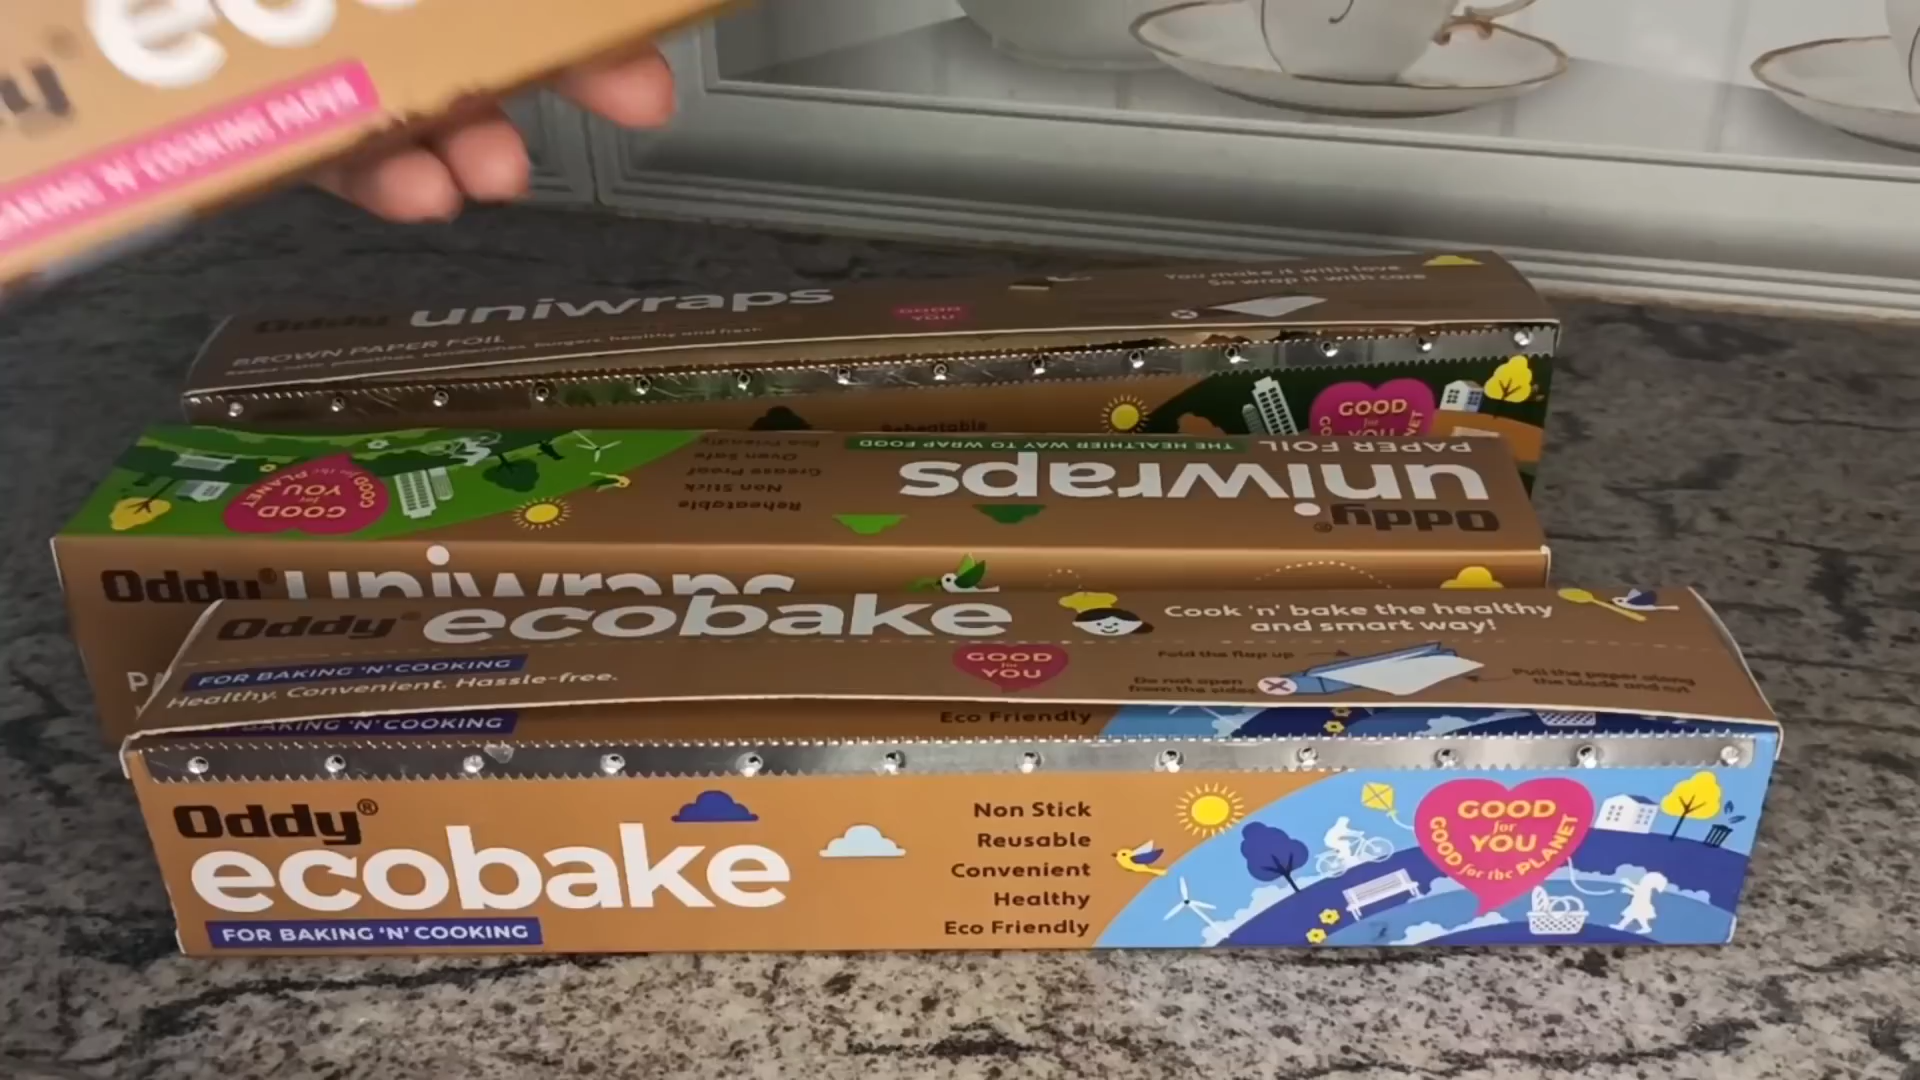 BAKING 'N' COOKING PAPER
Oddy uniwraps
BROWN PAPER FOIL
GOOD
YOU
You make it with love
So wrap it with care
Reheatable
GOOD
for
YOU
PAPER FOIL
THE HEALTHIER WAY TO WRAP FOOD
uniwraps
Oddy®
Eco Friendly
Oven Safe
Grease Proof
Non Stick
Reheatable
GOOD
for
YOU
GOOD for the PLANET
Oddy® uniwraps
Oddy® ecobake
Cook 'n' bake the healthy
and smart way!
FOR BAKING 'N' COOKING
Healthy. Convenient. Hassle-free.
GOOD
for
YOU
Fold the flap up
Do not open
from the sides
Pull the paper along
the blade and cut
BAKING 'N' COOKING
Eco Friendly
Oddy®
ecobake
FOR BAKING 'N' COOKING
Non Stick
Reusable
Convenient
Healthy
Eco Friendly
GOOD
for
YOU
GOOD for the PLANET